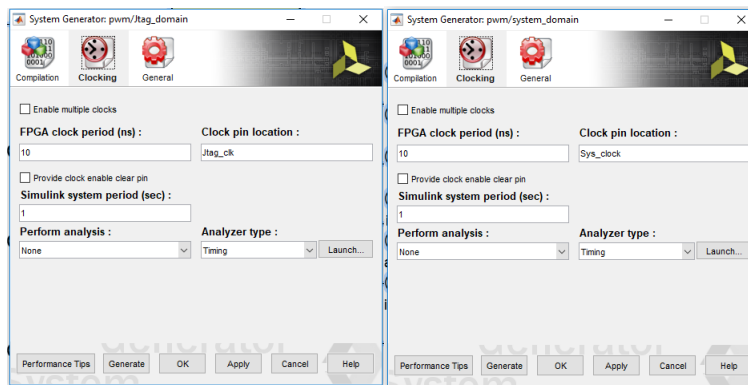 System Generator: pwm/Jtag_domain
Compilation Clocking General
Enable multiple clocks
FPGA clock period (ns) : Clock pin location :
10 Jtag_clk
Provide clock enable clear pin
Simulink system period (sec) :
1
Perform analysis : Analyzer type :
None Timing Launch...
Performance Tips Generate OK Apply Cancel Help
System Generator
System Generator: pwm/system_domain
Compilation Clocking General
Enable multiple clocks
FPGA clock period (ns) : Clock pin location :
10 Sys_clock
Provide clock enable clear pin
Simulink system period (sec) :
1
Perform analysis : Analyzer type :
None Timing Launch...
Performance Tips Generate OK Apply Cancel Help
System Generator